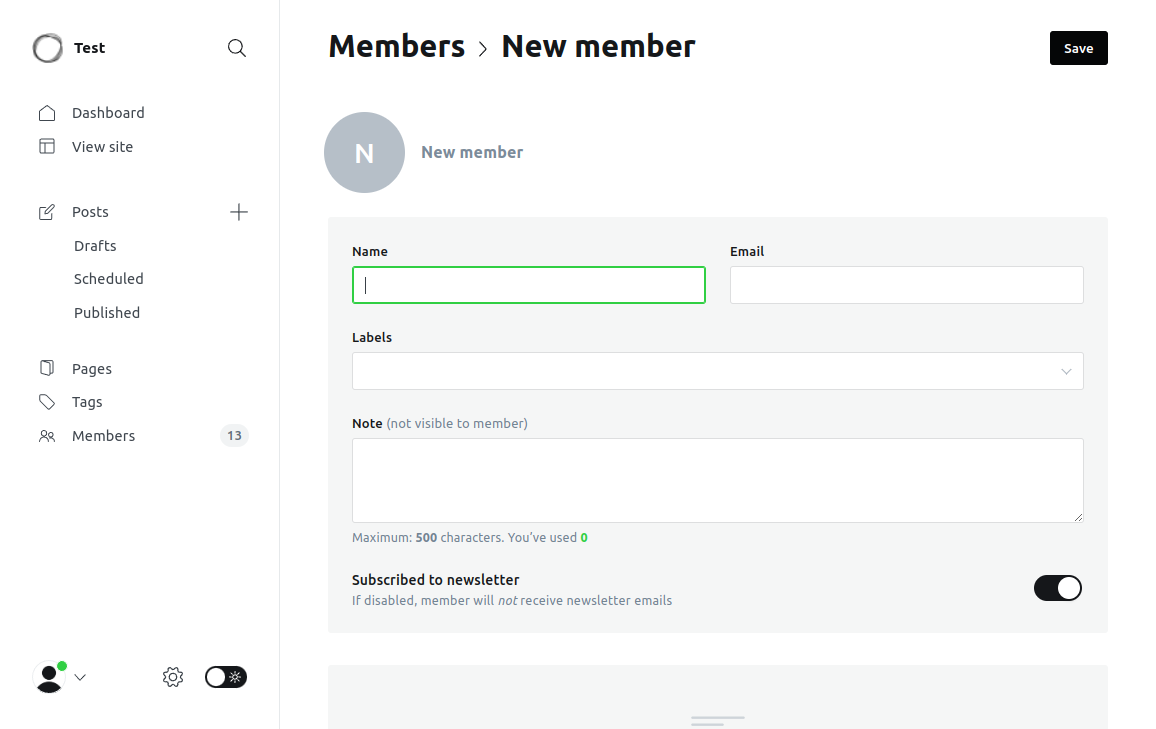 Test
Dashboard
View site
Posts
Drafts
Scheduled
Published
Pages
Tags
Members 13
Members > New member
Save
N
New member
Name
Email
Labels
Note (not visible to member)
Maximum: 500 characters. You've used 0
Subscribed to newsletter
If disabled, member will not receive newsletter emails